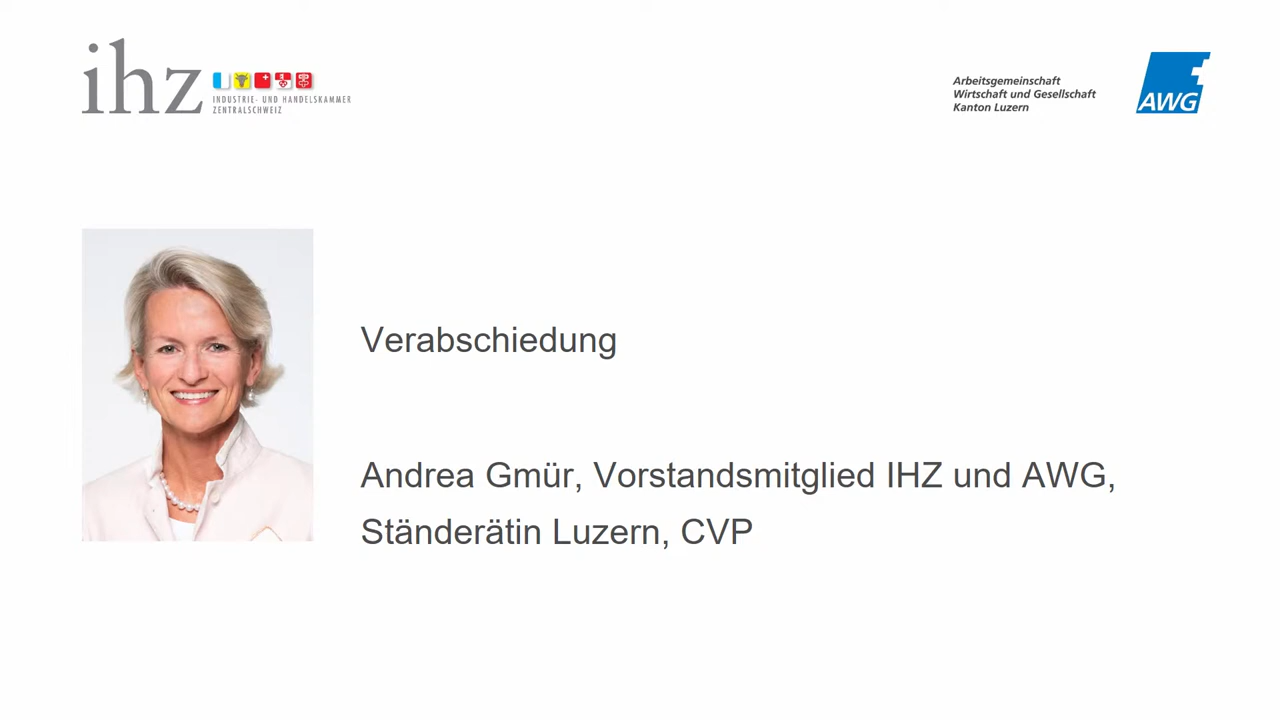 ihz
INDUSTRIE- UND HANDELSKAMMER
ZENTRALSCHWEIZ
Arbeitsgemeinschaft
Wirtschaft und Gesellschaft
Kanton Luzern
AWG
Verabschiedung
Andrea Gmür, Vorstandsmitglied IHZ und AWG,
Ständerätin Luzern, CVP